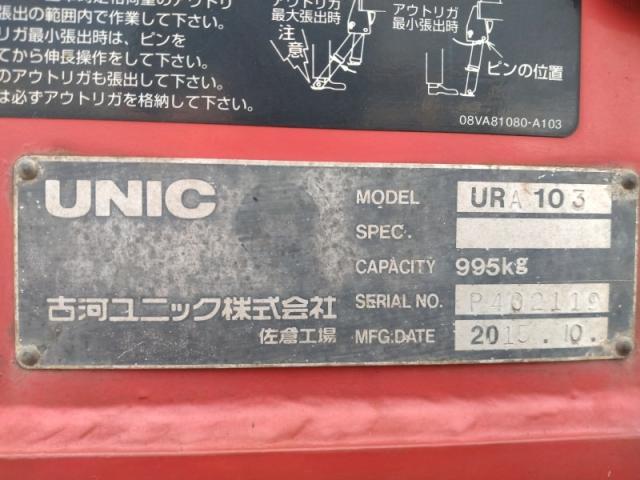 張出の範囲内で作業して下さい。
リガ最小張出時は、ピンを
てから伸長操作をして下さい。
のアウトリガも張出して下さい。
は必ずアウトリガを格納して下さい。
アウトリガ
最大張出時
アウトリガ
最小張出時
注意
ピンの位置
08VA81080-A103
UNIC
MODEL URA103
SPEC.
CAPACITY 995kg
古河ユニック株式会社
SERIAL NO. P402119
佐倉工場
MFG.DATE 2015.10.